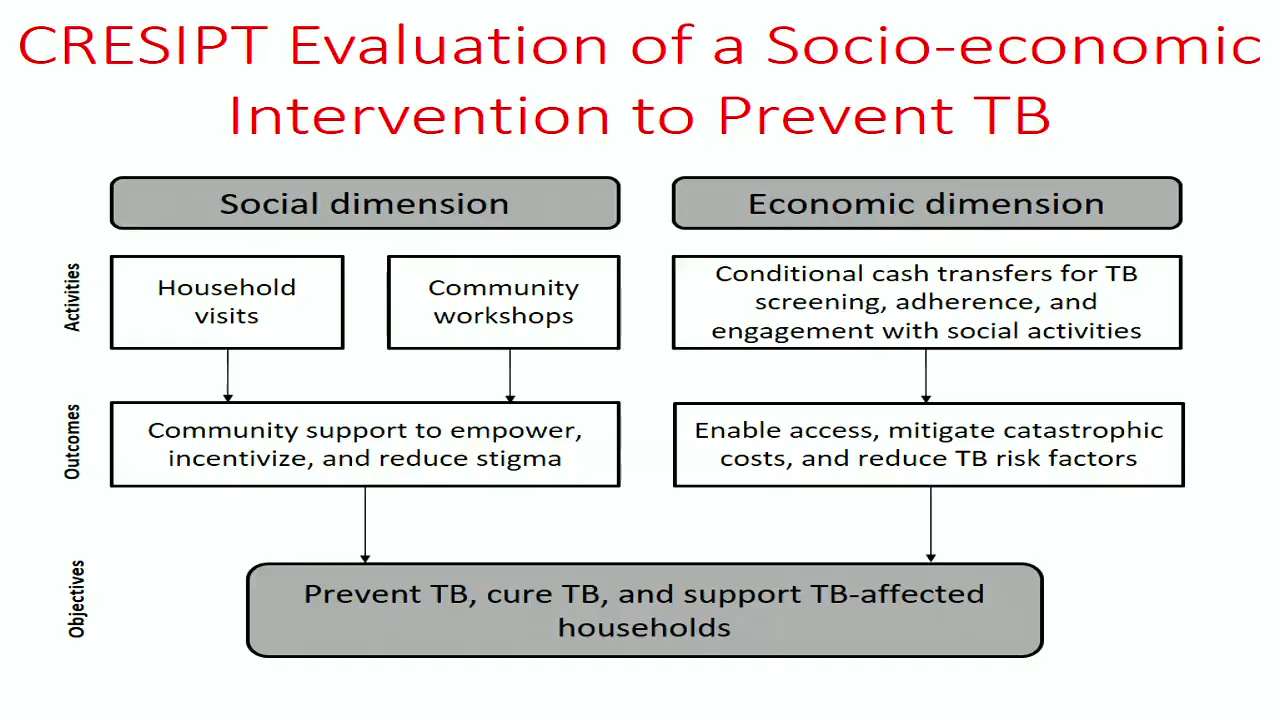 CRESIPT Evaluation of a Socio-economic
Intervention to Prevent TB
Social dimension
Economic dimension
Activities
Household
visits
Community
workshops
Conditional cash transfers for TB
screening, adherence, and
engagement with social activities
Outcomes
Community support to empower,
incentivize, and reduce stigma
Enable access, mitigate catastrophic
costs, and reduce TB risk factors
Objectives
Prevent TB, cure TB, and support TB-affected
households